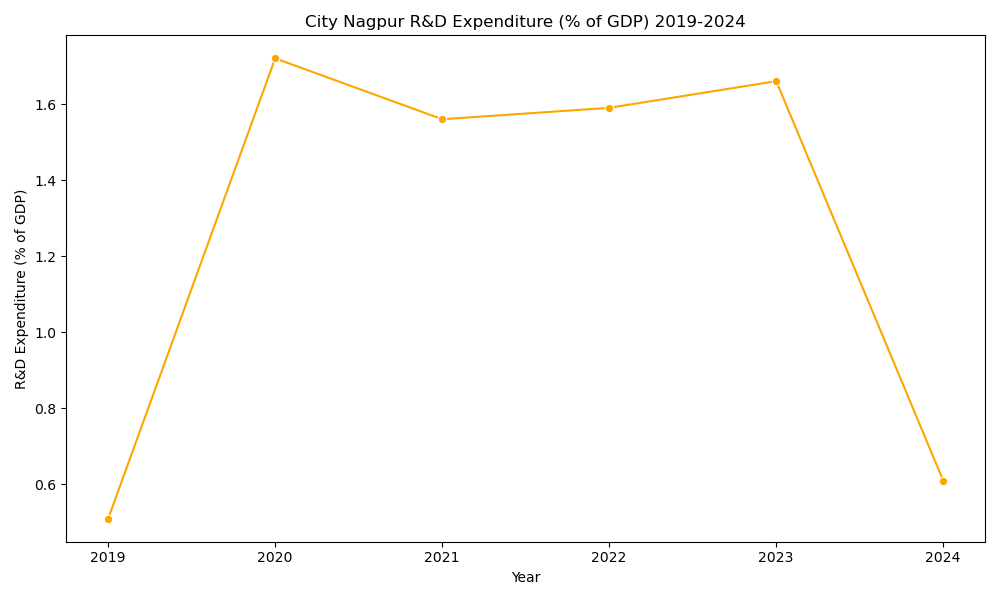 City Nagpur R&D Expenditure (% of GDP) 2019-2024
R&D Expenditure (% of GDP)
1.6
1.4
1.2
1.0
0.8
0.6
2019 2020 2021 2022 2023 2024
Year